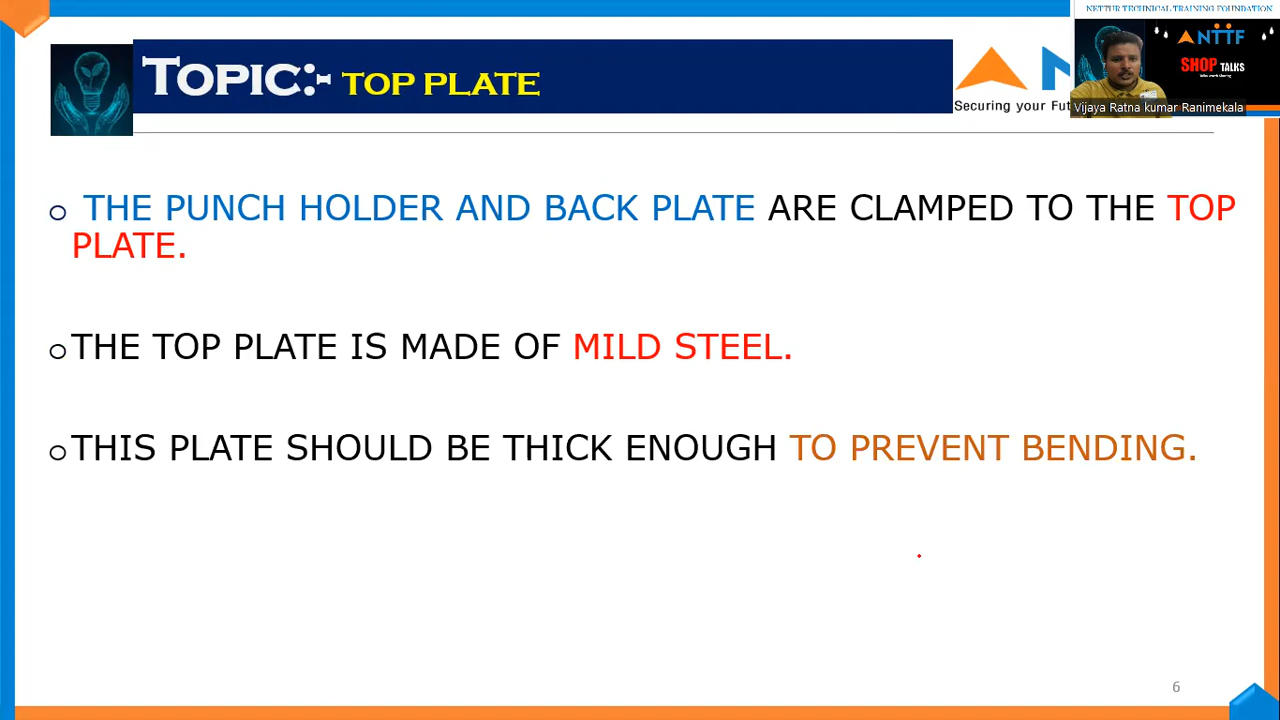 NETTUR TECHNICAL TRAINING FOUNDATION
NTTF
SHOP TALKS
Vijaya Ratna kumar Ranimekala
TOPIC:- TOP PLATE
Securing your Fu
THE PUNCH HOLDER AND BACK PLATE ARE CLAMPED TO THE TOP
PLATE.
THE TOP PLATE IS MADE OF MILD STEEL.
THIS PLATE SHOULD BE THICK ENOUGH TO PREVENT BENDING.
6